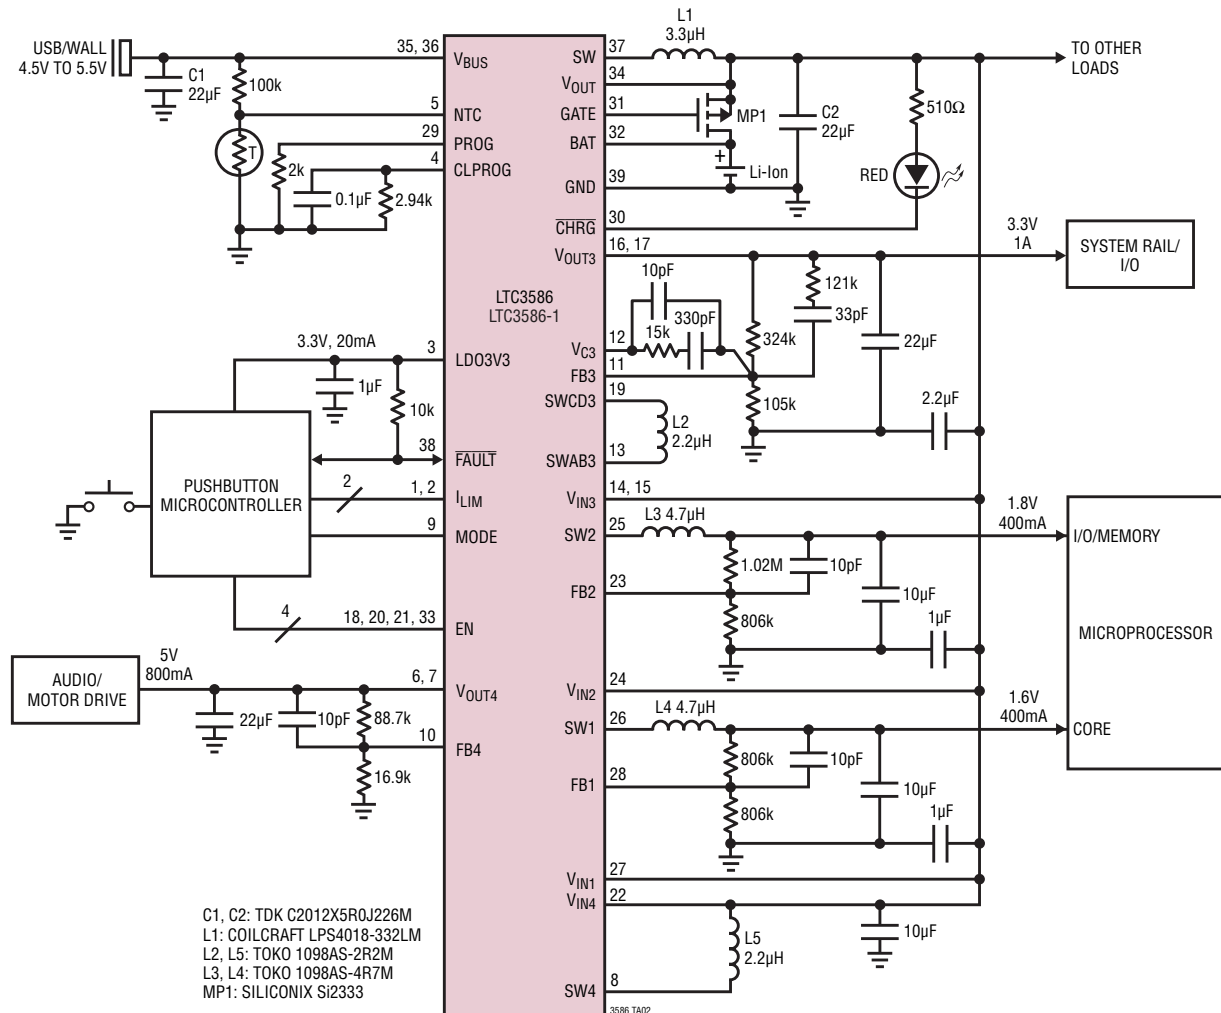 USB/WALL
4.5V TO 5.5V
C1
22µF
100k
T
2k
0.1µF
2.94k
35, 36
VBUS
5
NTC
29
PROG
4
CLPROG
LTC3586
LTC3586-1
37
SW
34
VOUT
31
GATE
32
BAT
39
GND
30
CHRG
16, 17
VOUT3
L1
3.3µH
MP1
+
Li-Ion
C2
22µF
510Ω
RED
TO OTHER
LOADS
3.3V
1A
SYSTEM RAIL/
I/O
10pF
330pF
15k
12
VC3
11
FB3
19
SWCD3
13
SWAB3
121k
33pF
324k
105k
22µF
2.2µF
L2
2.2µH
14, 15
VIN3
3.3V, 20mA
3
LDO3V3
1µF
10k
38
FAULT
PUSHBUTTON
MICROCONTROLLER
2
1, 2
ILIM
9
MODE
4
18, 20, 21, 33
EN
25
SW2
L3 4.7µH
1.8V
400mA
I/O/MEMORY
1.02M
10pF
23
FB2
806k
10µF
1µF
MICROPROCESSOR
AUDIO/
MOTOR DRIVE
5V
800mA
6, 7
VOUT4
22µF
10pF
88.7k
10
FB4
16.9k
24
VIN2
26
SW1
L4 4.7µH
1.6V
400mA
CORE
806k
10pF
28
FB1
806k
10µF
1µF
27
VIN1
22
VIN4
L5
2.2µH
10µF
8
SW4
C1, C2: TDK C2012X5R0J226M
L1: COILCRAFT LPS4018-332LM
L2, L5: TOKO 1098AS-2R2M
L3, L4: TOKO 1098AS-4R7M
MP1: SILICONIX Si2333
3586 TA02